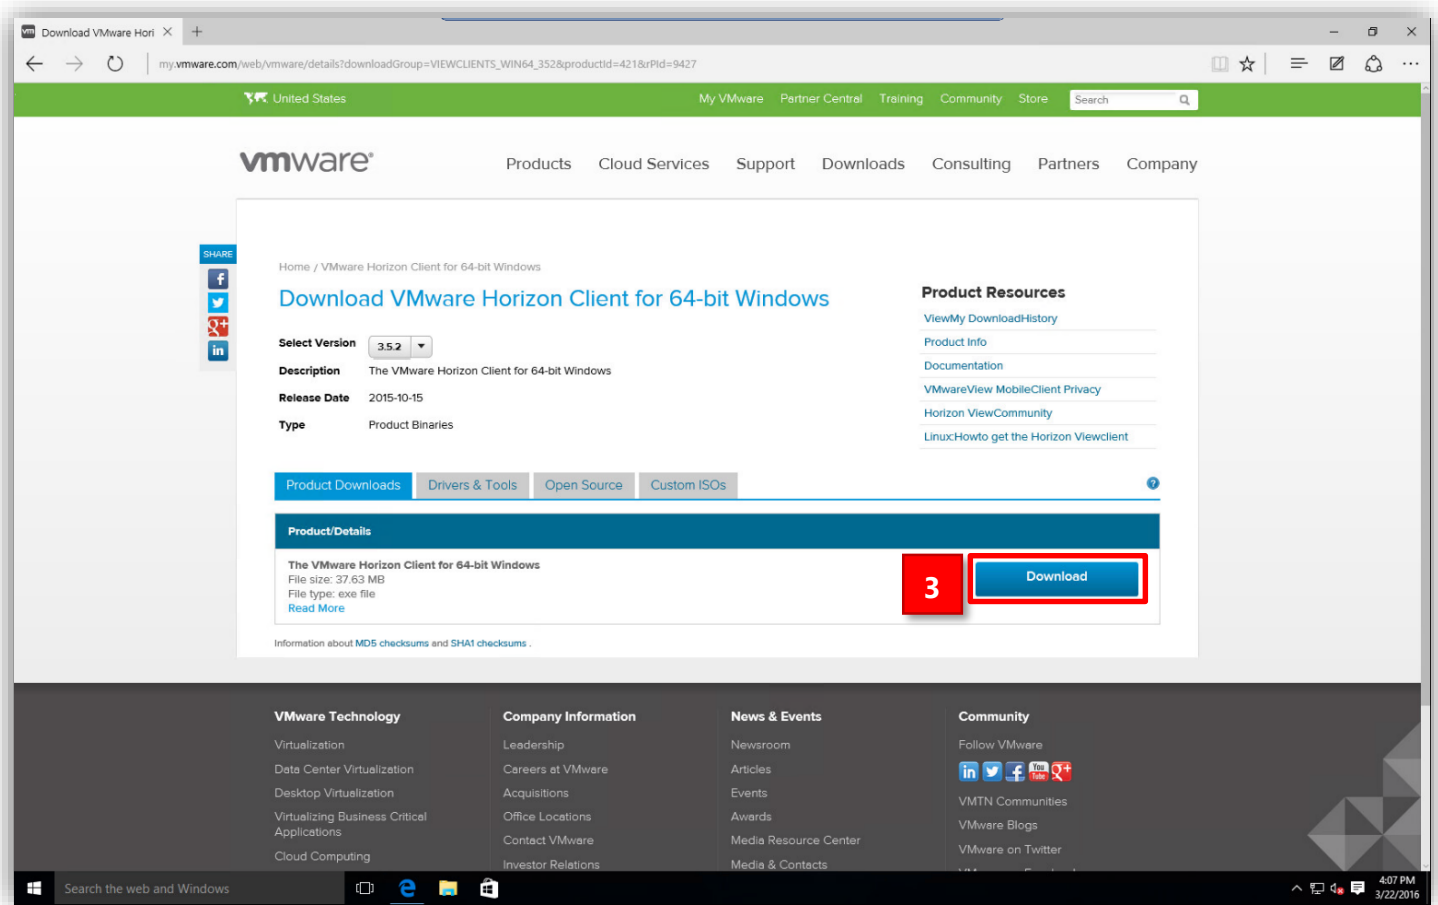 Download VMware Hori
my.vmware.com/web/vmware/details?downloadGroup=VIEWCLIENTS_WIN64_352&productId=421&rPId=9427
United States
My VMware Partner Central Training Community Store Search
vmware
Products Cloud Services Support Downloads Consulting Partners Company
SHARE
Home / VMware Horizon Client for 64-bit Windows
Download VMware Horizon Client for 64-bit Windows
Select Version 3.5.2
Description The VMware Horizon Client for 64-bit Windows
Release Date 2015-10-15
Type Product Binaries
Product Resources
ViewMy DownloadHistory
Product Info
Documentation
VMwareView MobileClient Privacy
Horizon ViewCommunity
Linux:Howto get the Horizon Viewclient
Product Downloads Drivers & Tools Open Source Custom ISOs
Product/Details
The VMware Horizon Client for 64-bit Windows
File size: 37.63 MB
File type: exe file
Read More
3
Download
Information about MD5 checksums and SHA1 checksums .
VMware Technology
Virtualization
Data Center Virtualization
Desktop Virtualization
Virtualizing Business Critical
Applications
Cloud Computing
Company Information
Leadership
Careers at VMware
Acquisitions
Office Locations
Contact VMware
Investor Relations
News & Events
Newsroom
Articles
Events
Awards
Media Resource Center
Media & Contacts
Community
Follow VMware
VMTN Communities
VMware Blogs
VMware on Twitter
Search the web and Windows
4:07 PM
3/22/2016